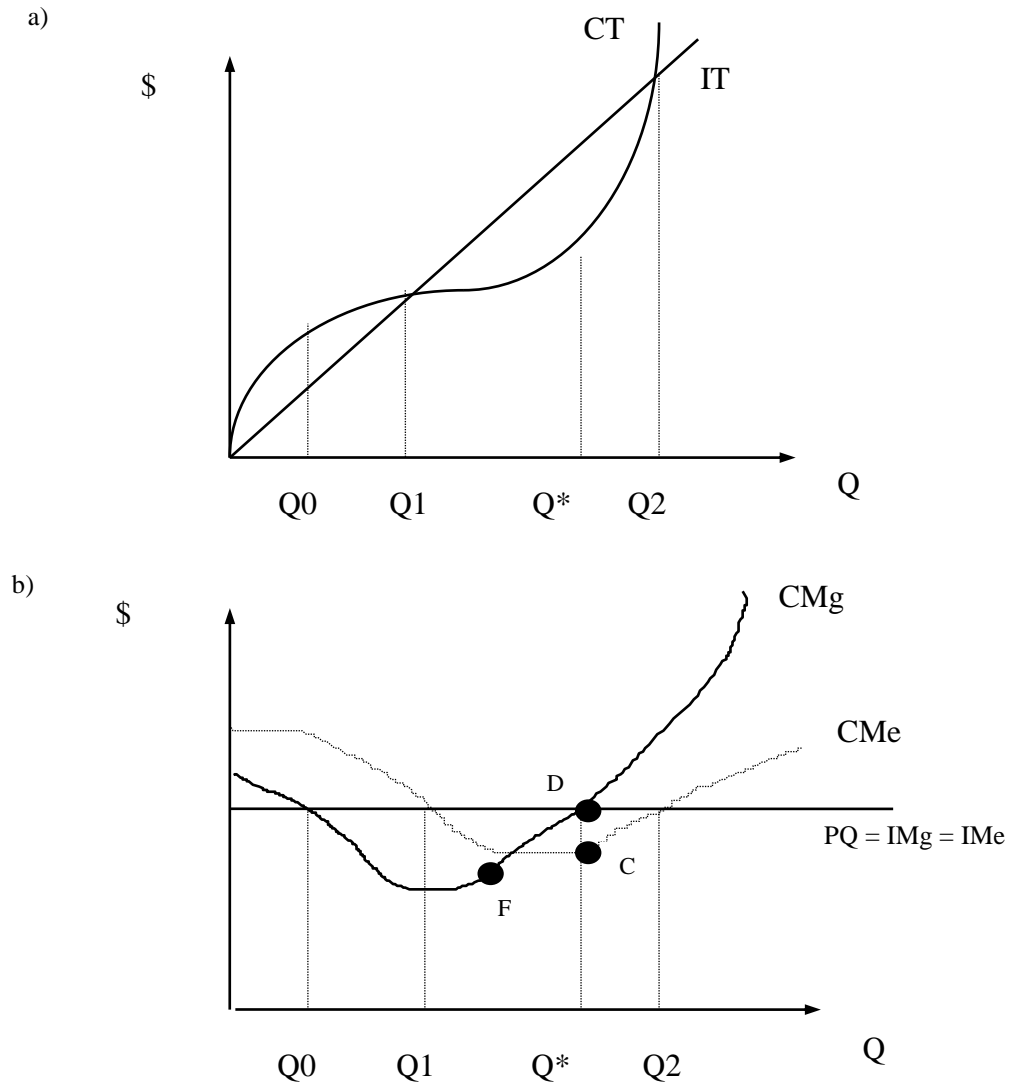 a)
CT
$
IT
Q
Q0 Q1 Q* Q2
b)
$
CMg
CMe
D
PQ = IMg = IMe
C
F
Q
Q0 Q1 Q* Q2